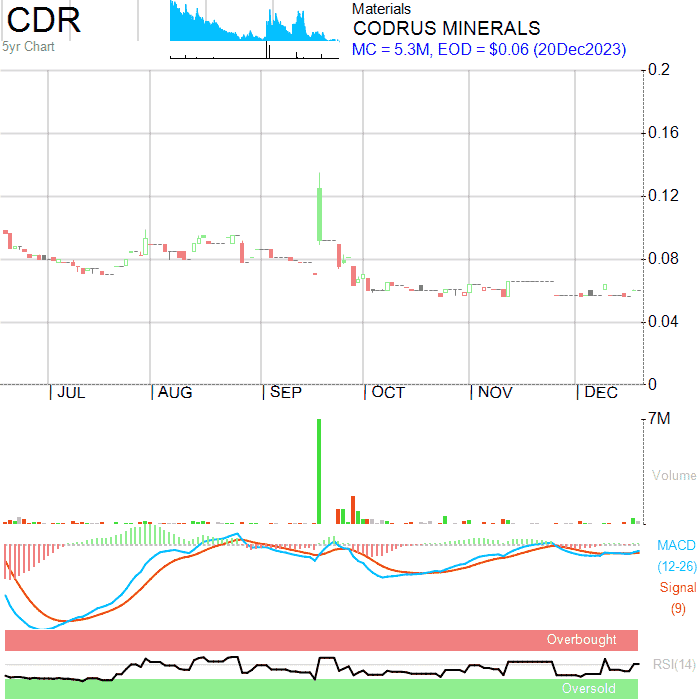 CDR
5yr Chart
Materials
CODRUS MINERALS
MC = 5.3M, EOD = $0.06 (20Dec2023)
0.2
0.16
0.12
0.08
0.04
0
JUL AUG SEP OCT NOV DEC
7M
Volume
MACD
(12-26)
Signal
(9)
Overbought
RSI(14)
Oversold